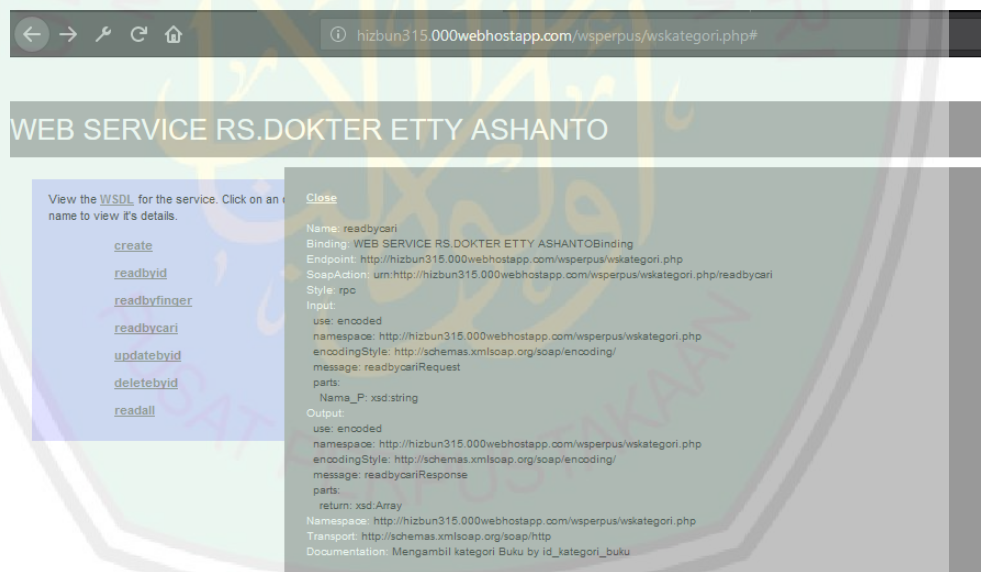 hizbun315.000webhostapp.com/wsperpus/wskategori.php#
WEB SERVICE RS.DOKTER ETTY ASHANTO
View the WSDL for the service. Click on an
name to view it's details.
create
readbyid
readbyfinger
readbycari
updatebyid
deletebyid
readall
Close
Name: readbycari
Binding: WEB SERVICE RS.DOKTER ETTY ASHANTOBinding
Endpoint: http://hizbun315.000webhostapp.com/wsperpus/wskategori.php
SoapAction: urn:http://hizbun315.000webhostapp.com/wsperpus/wskategori.php/readbycari
Style: rpc
Input:
use: encoded
namespace: http://hizbun315.000webhostapp.com/wsperpus/wskategori.php
encodingStyle: http://schemas.xmlsoap.org/soap/encoding/
message: readbycariRequest
parts:
Nama_P: xsd:string
Output:
use: encoded
namespace: http://hizbun315.000webhostapp.com/wsperpus/wskategori.php
encodingStyle: http://schemas.xmlsoap.org/soap/encoding/
message: readbycariResponse
parts:
return: xsd:Array
Namespace: http://hizbun315.000webhostapp.com/wsperpus/wskategori.php
Transport: http://schemas.xmlsoap.org/soap/http
Documentation: Mengambil kategori Buku by id_kategori_buku
PUSAT PERPUSTAKAAN